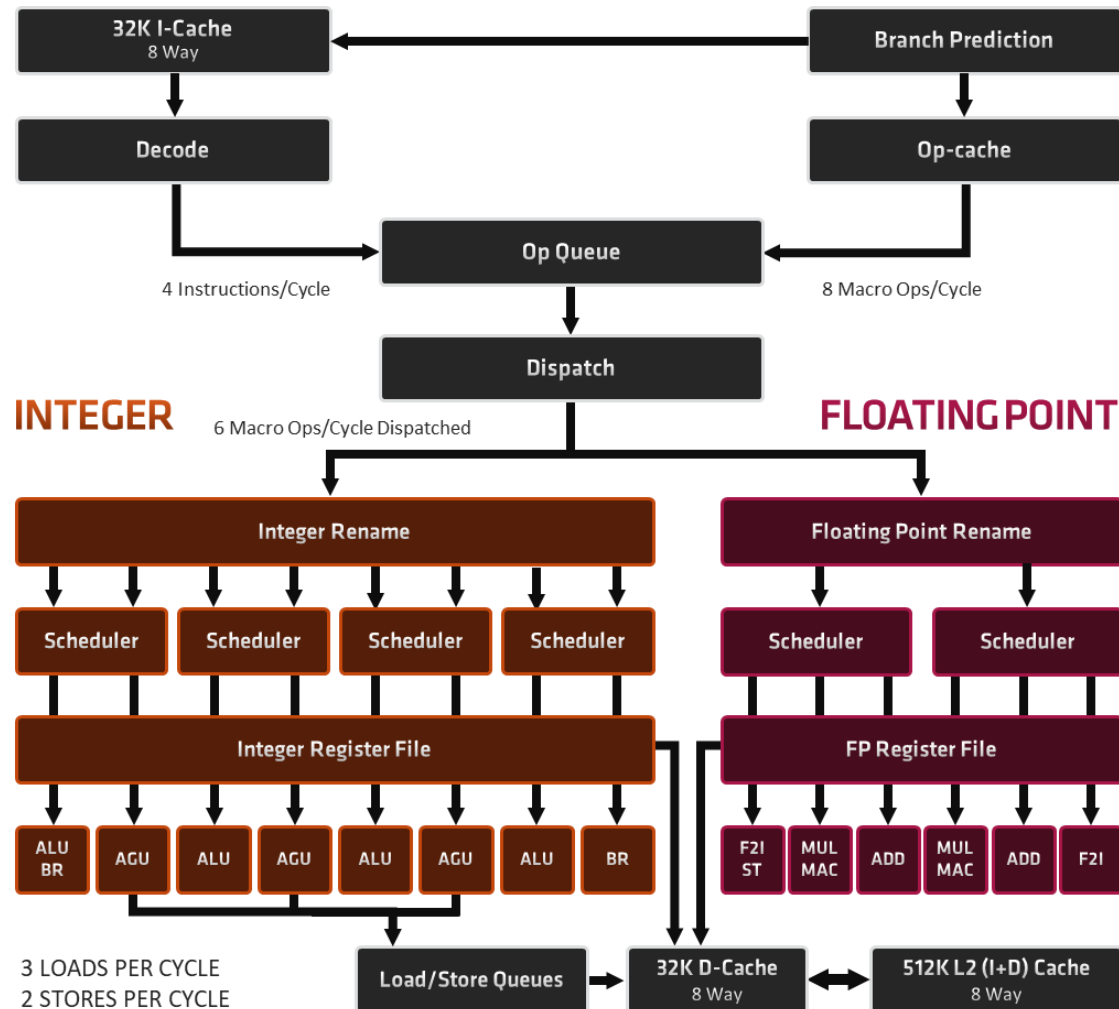 32K I-Cache
8 Way
Branch Prediction
Decode
Op-cache
Op Queue
4 Instructions/Cycle
8 Macro Ops/Cycle
Dispatch
INTEGER
6 Macro Ops/Cycle Dispatched
FLOATING POINT
Integer Rename
Floating Point Rename
Scheduler
Scheduler
Scheduler
Scheduler
Scheduler
Scheduler
Integer Register File
FP Register File
ALU
BR
AGU
ALU
AGU
ALU
AGU
ALU
BR
F2I
ST
MUL
MAC
ADD
MUL
MAC
ADD
F2I
3 LOADS PER CYCLE
2 STORES PER CYCLE
Load/Store Queues
32K D-Cache
8 Way
512K L2 (I+D) Cache
8 Way